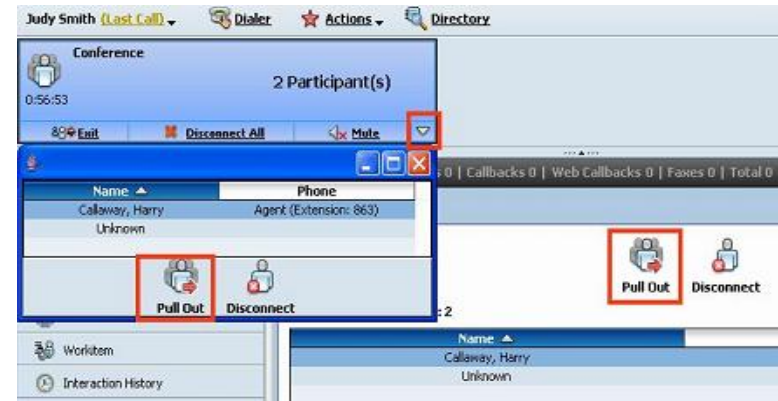 Judy Smith (Last Call) Dialer Actions Directory
Conference
2 Participant(s)
0:56:53
Exit Disconnect All Mute
s 0 | Callbacks 0 | Web Callbacks 0 | Faxes 0 | Total 0
Name Phone
Callaway, Harry Agent (Extension: 863)
Unknown
Pull Out Disconnect
Pull Out Disconnect
: 2
Workitem
Interaction History
Name
Callaway, Harry
Unknown